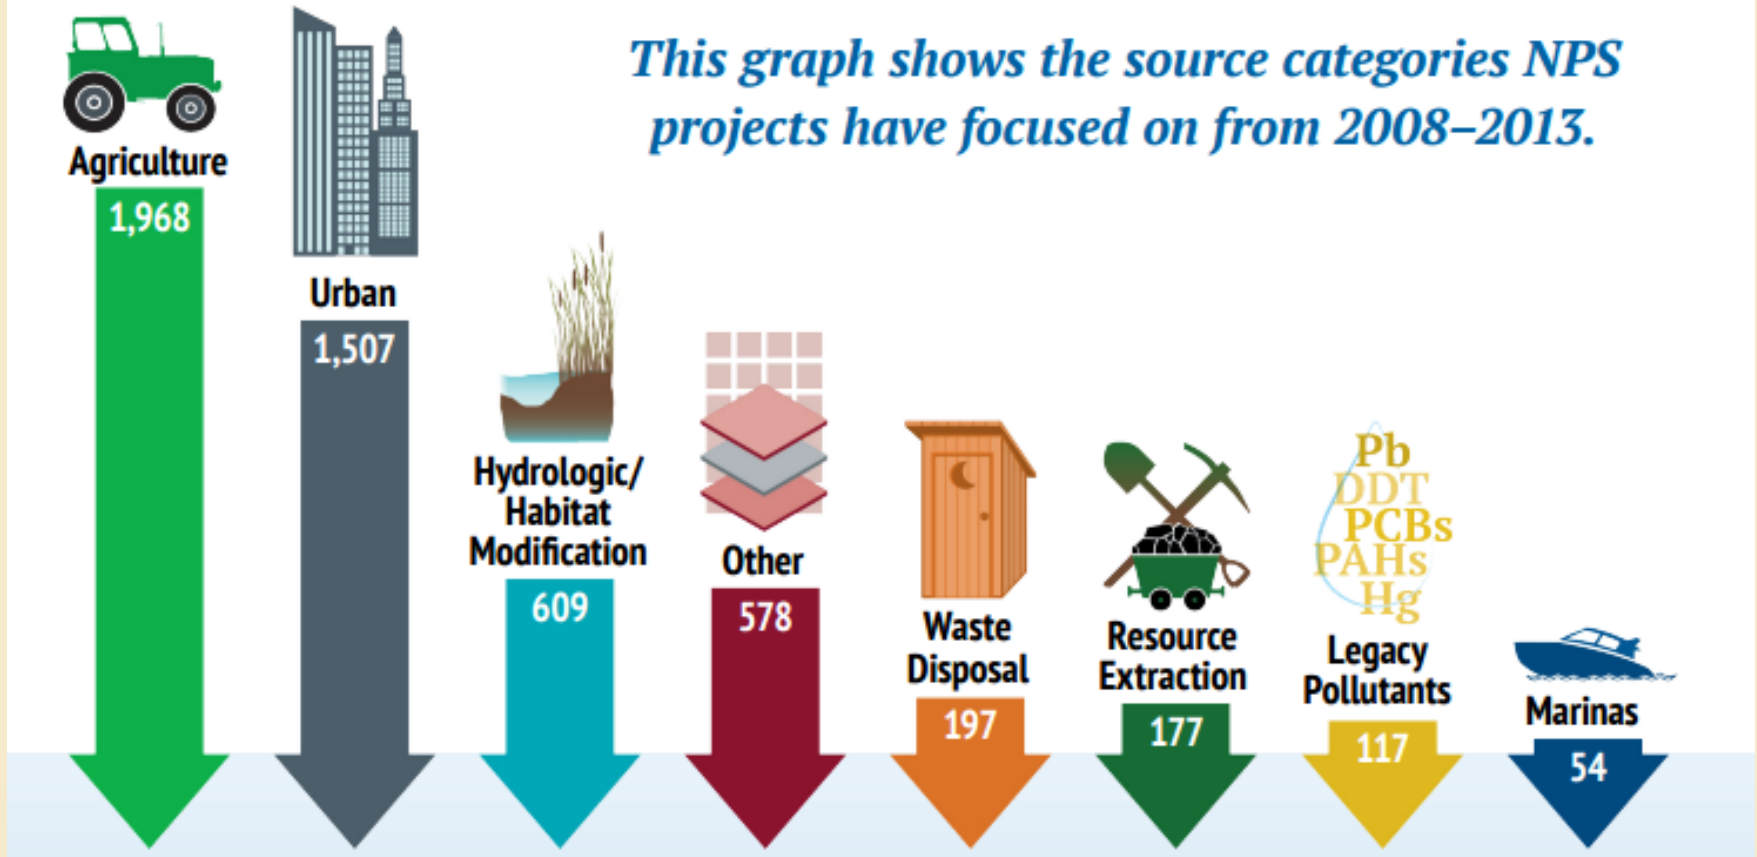 This graph shows the source categories NPS
projects have focused on from 2008–2013.
Agriculture
1,968
Urban
1,507
Hydrologic/
Habitat
Modification
609
Other
578
Waste
Disposal
197
Resource
Extraction
177
Pb
DDT
PCBs
PAHs
Hg
Legacy
Pollutants
117
Marinas
54